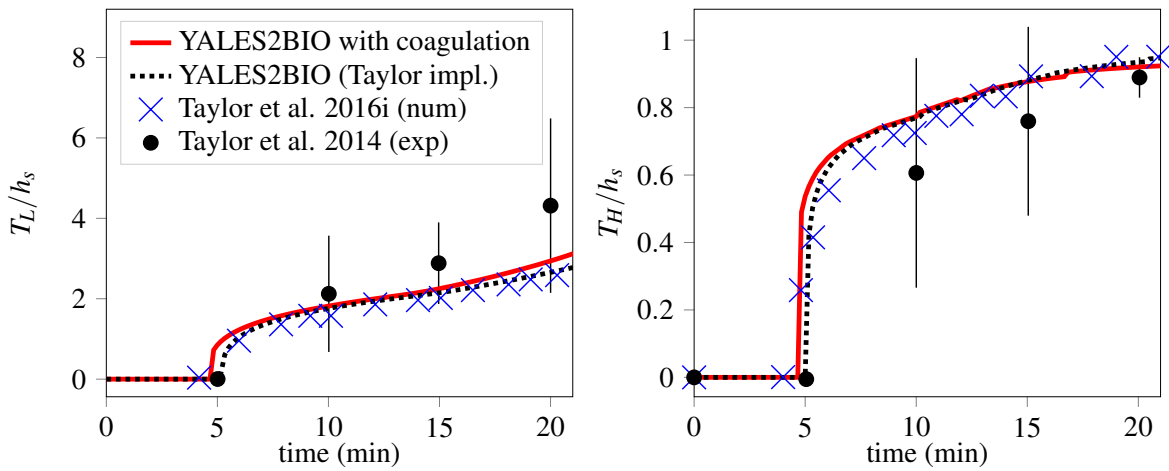 8
6
4
2
0
T_L/h_s
YALES2BIO with coagulation
YALES2BIO (Taylor impl.)
Taylor et al. 2016i (num)
Taylor et al. 2014 (exp)
0 5 10 15 20
time (min)
1
0.8
0.6
0.4
0.2
0
T_H/h_s
0 5 10 15 20
time (min)